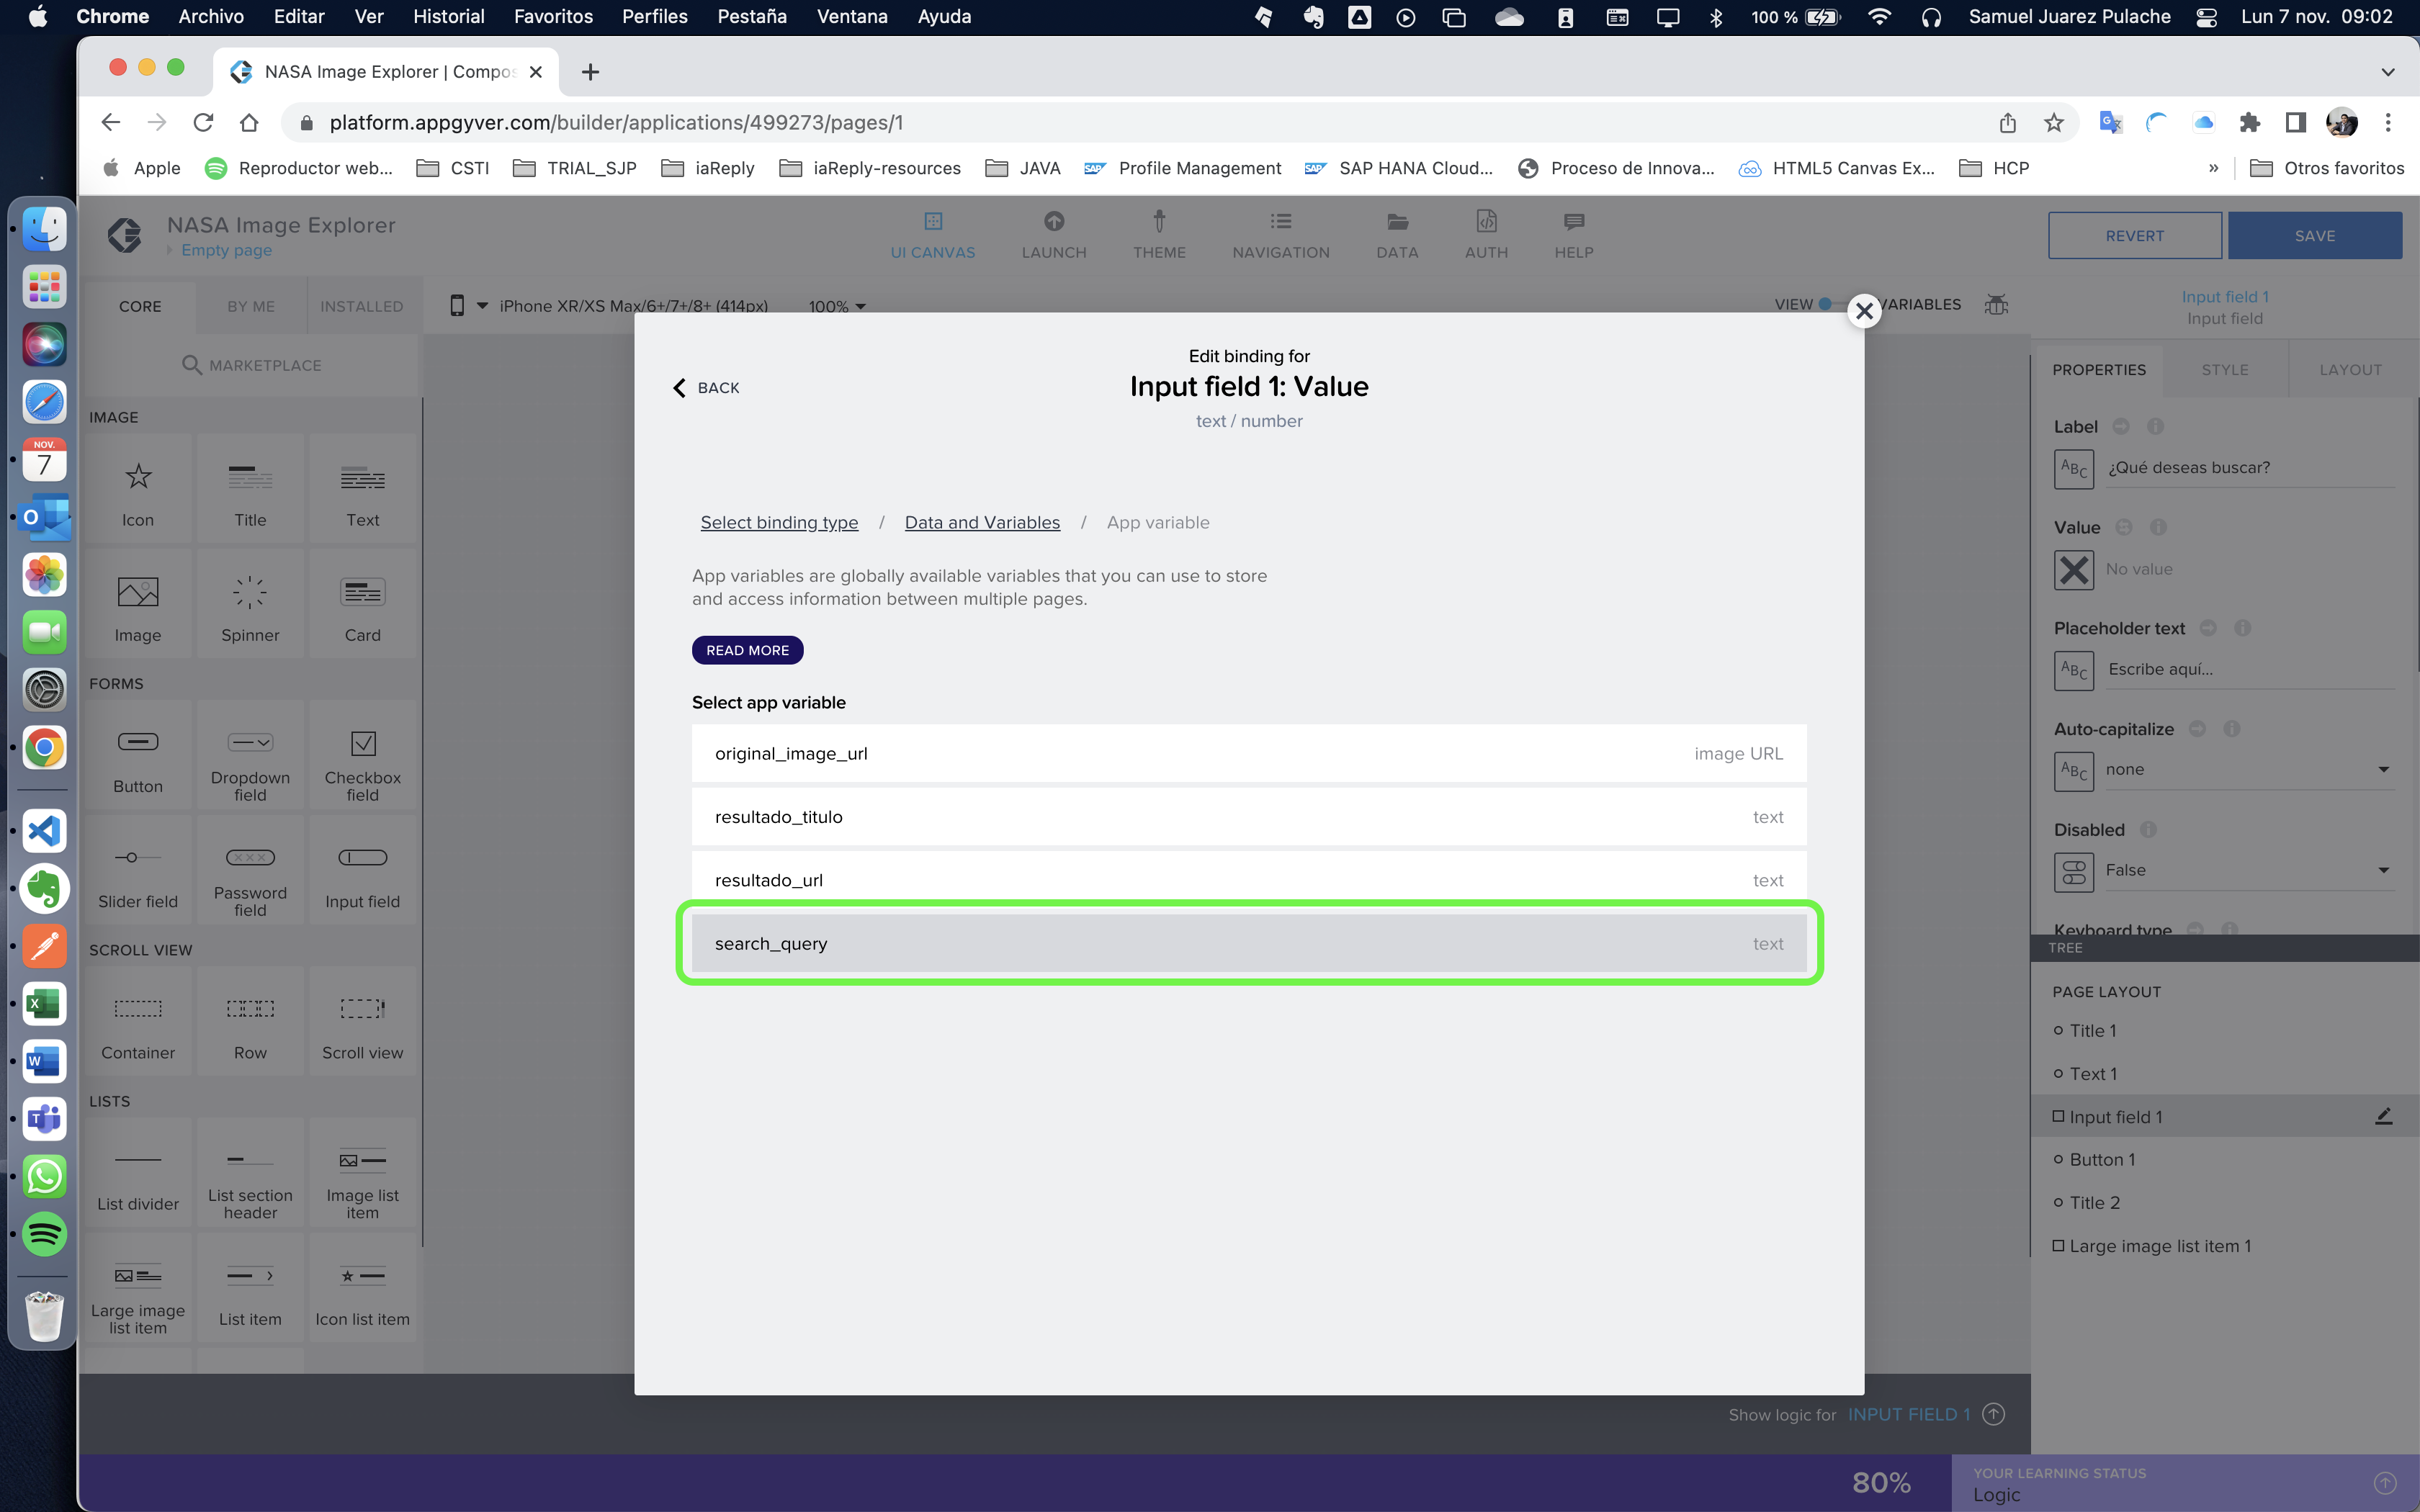 Chrome Archivo Editar Ver Historial Favoritos Perfiles Pestaña Ventana Ayuda 100 % Samuel Juarez Pulache Lun 7 nov. 09:02
NASA Image Explorer | Compos
platform.appgyver.com/builder/applications/499273/pages/1
Apple Reproductor web... CSTI TRIAL_SJP iaReply iaReply-resources JAVA SAP Profile Management SAP SAP HANA Cloud... Proceso de Innova... HTML5 Canvas Ex... HCP » Otros favoritos
NASA Image Explorer
Empty page
UI CANVAS LAUNCH THEME NAVIGATION DATA AUTH HELP
REVERT SAVE
CORE BY ME INSTALLED
iPhone XR/XS Max/6+/7+/8+ (414px) 100%
VIEW VARIABLES
Input field 1
Input field
MARKETPLACE
IMAGE
Icon Title Text
Image Spinner Card
FORMS
Button Dropdown field Checkbox field
Slider field Password field Input field
SCROLL VIEW
Container Row Scroll view
LISTS
List divider List section header Image list item
Large image list item List item Icon list item
NOV.
7
BACK
Edit binding for
Input field 1: Value
text / number
Select binding type / Data and Variables / App variable
App variables are globally available variables that you can use to store
and access information between multiple pages.
READ MORE
Select app variable
original_image_url image URL
resultado_titulo text
resultado_url text
search_query text
PROPERTIES STYLE LAYOUT
Label
ABC ¿Qué deseas buscar?
Value
No value
Placeholder text
ABC Escribe aquí...
Auto-capitalize
ABC none
Disabled
False
Keyboard type
TREE
PAGE LAYOUT
Title 1
Text 1
Input field 1
Button 1
Title 2
Large image list item 1
Show logic for INPUT FIELD 1
80%
YOUR LEARNING STATUS
Logic